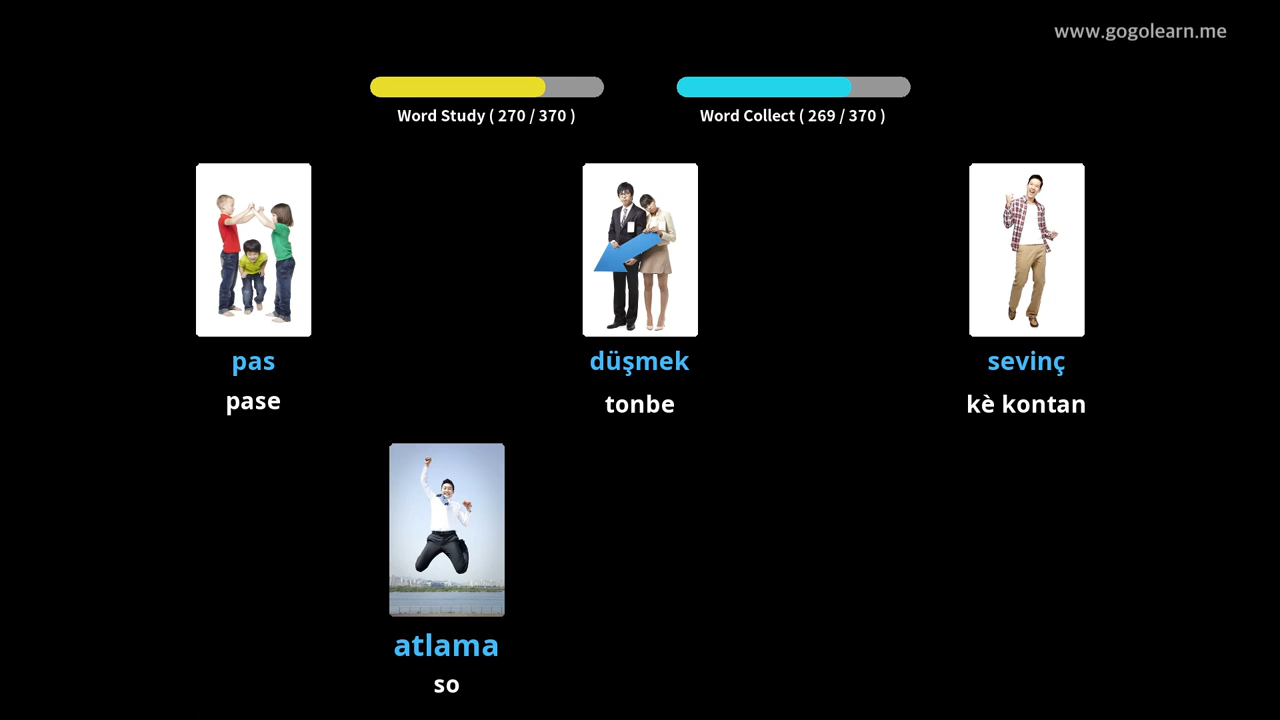 www.gogolearn.me
Word Study ( 270 / 370 )
Word Collect ( 269 / 370 )
pas
pase
düşmek
tonbe
sevinç
kè kontan
atlama
so